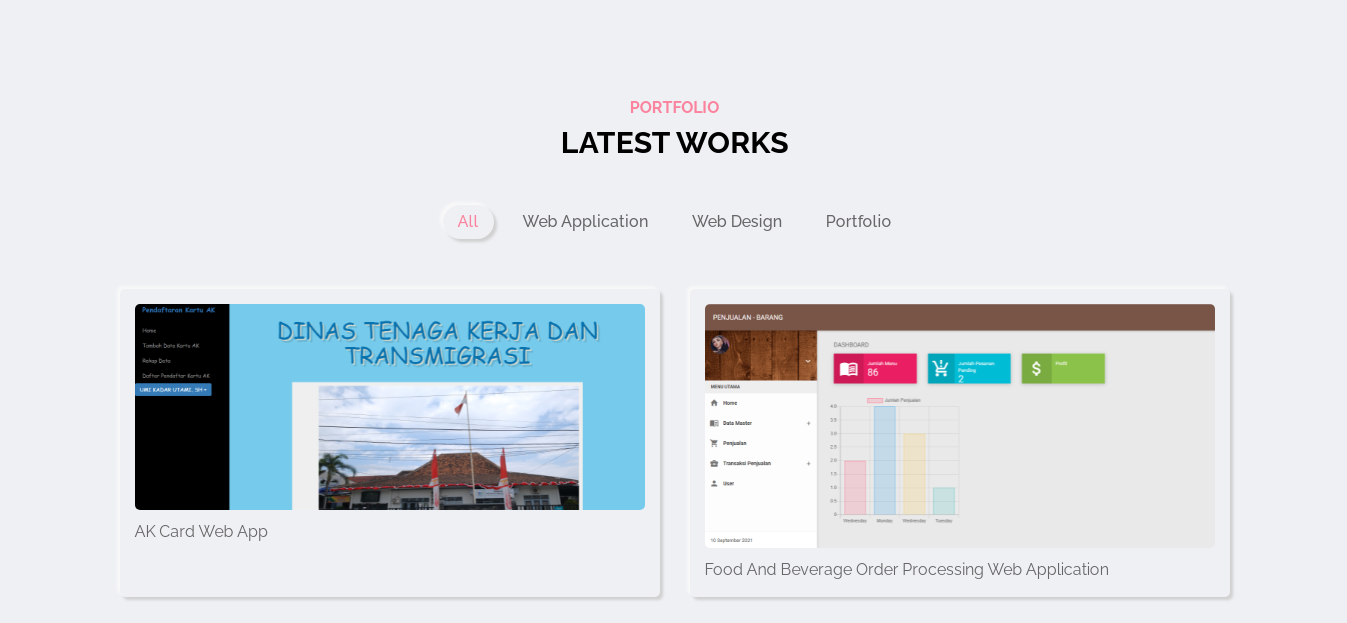 PORTFOLIO
LATEST WORKS
All
Web Application
Web Design
Portfolio
Pendaftaran Kartu AK
Home
Tambah Data Kartu AK
Rekap Data
Daftar Pendaftar Kartu AK
UMI KADAR UTAMI, SH
DINAS TENAGA KERJA DAN
TRANSMIGRASI
AK Card Web App
PENJUALAN - BARANG
MENU UTAMA
Home
Data Master
Penjualan
Transaksi Penjualan
User
10 September 2021
DASHBOARD
Jumlah Menu
86
Jumlah Pesanan
Pending
2
Profit
Jumlah Penjualan
4.0
3.5
3.0
2.5
2.0
1.5
1.0
0.5
0
Wednesday
Monday
Wednesday
Tuesday
Food And Beverage Order Processing Web Application